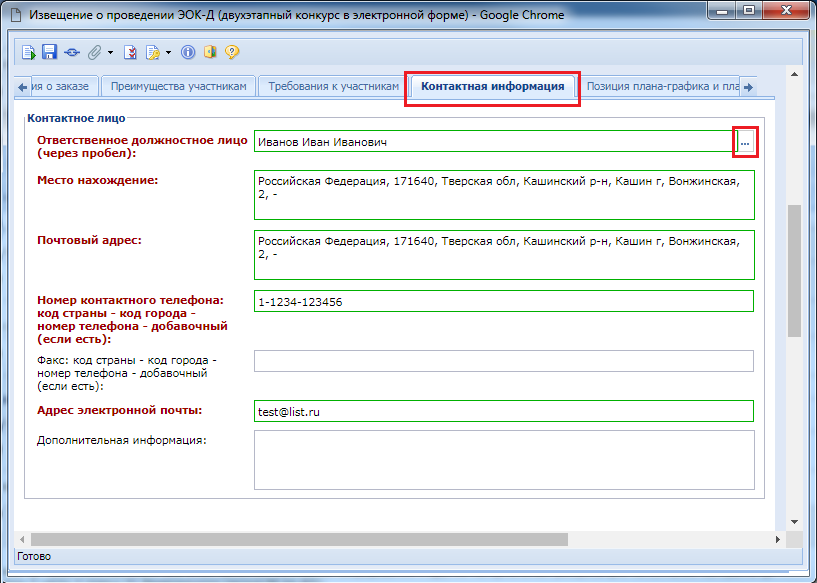 Извещение о проведении ЭОК-Д (двухэтапный конкурс в электронной форме) - Google Chrome
ия о заказе Преимущества участникам Требования к участникам Контактная информация Позиция плана-графика и пла
Контактное лицо
Ответственное должностное лицо
(через пробел):
Иванов Иван Иванович
...
Место нахождение:
Российская Федерация, 171640, Тверская обл, Кашинский р-н, Кашин г, Вонжинская,
2, -
Почтовый адрес:
Российская Федерация, 171640, Тверская обл, Кашинский р-н, Кашин г, Вонжинская,
2, -
Номер контактного телефона:
код страны - код города -
номер телефона - добавочный
(если есть):
1-1234-123456
Факс: код страны - код города -
номер телефона - добавочный
(если есть):
Адрес электронной почты:
test@list.ru
Дополнительная информация:
Готово